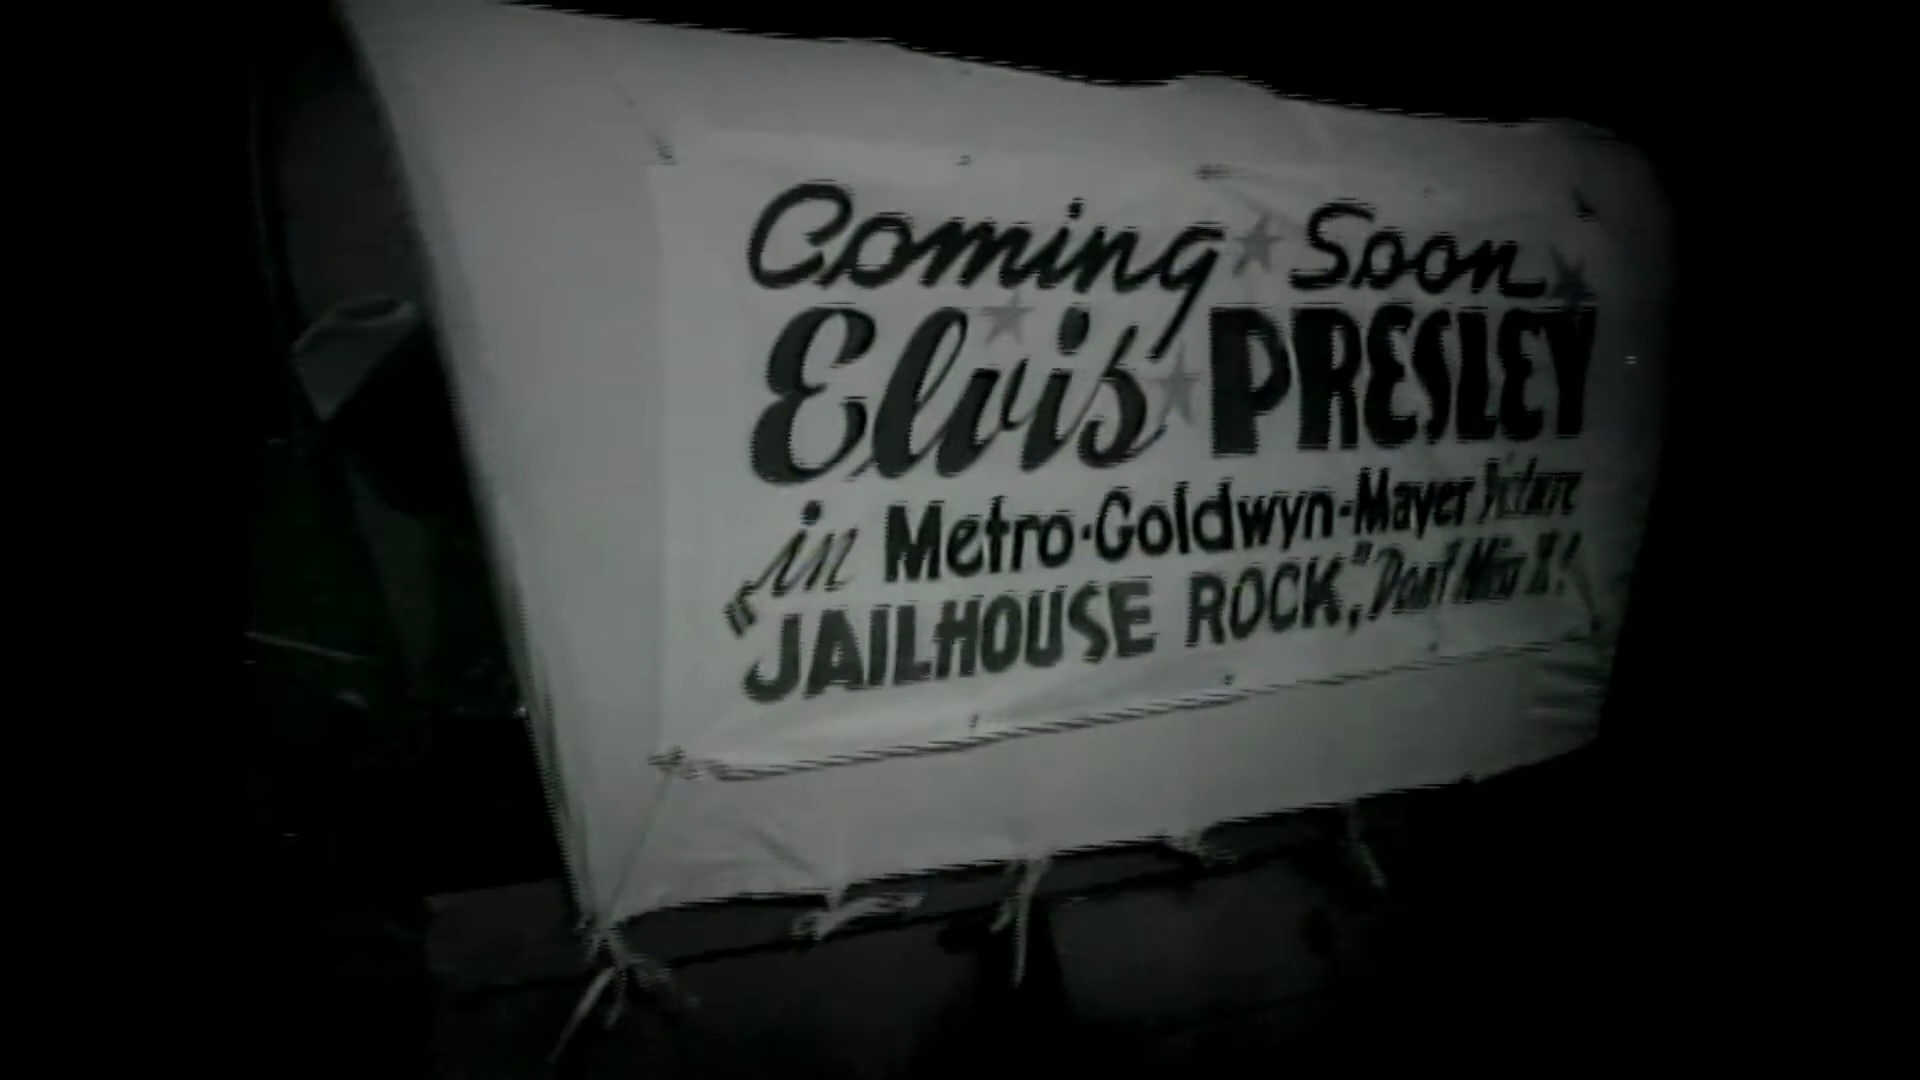 Coming Soon
Elvis PRESLEY
in Metro-Goldwyn-Mayer Picture
"JAILHOUSE ROCK," Don't Miss It!